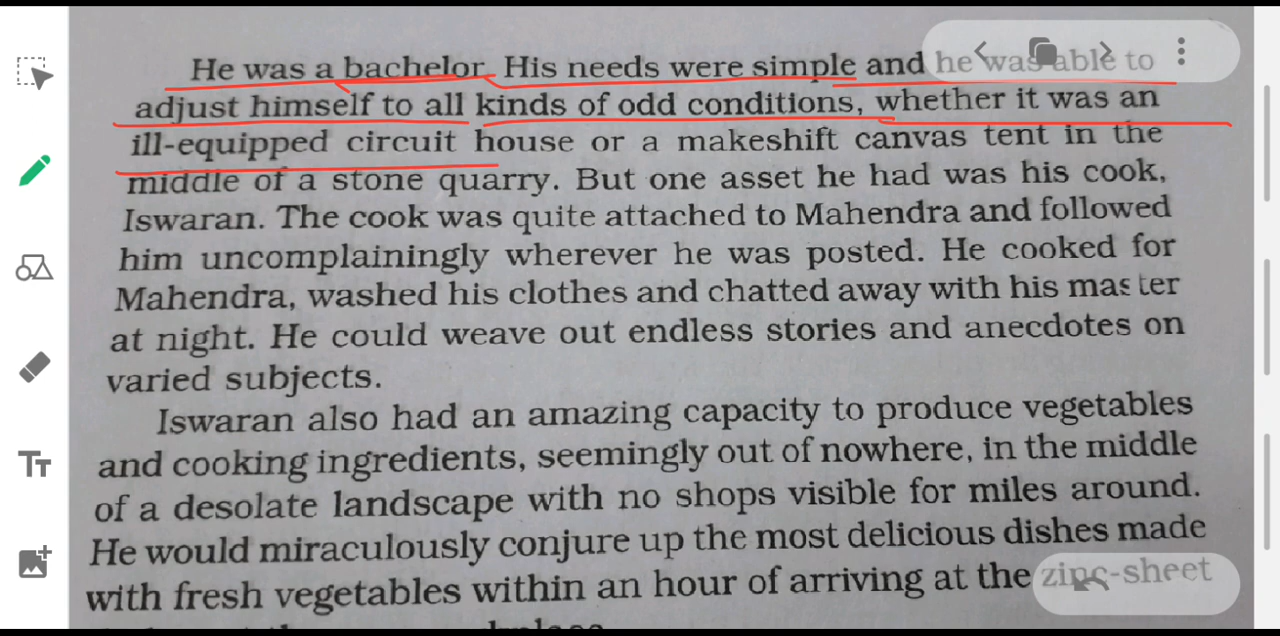 He was a bachelor. His needs were simple and he was able to
adjust himself to all kinds of odd conditions, whether it was an
ill-equipped circuit house or a makeshift canvas tent in the
middle of a stone quarry. But one asset he had was his cook,
Iswaran. The cook was quite attached to Mahendra and followed
him uncomplainingly wherever he was posted. He cooked for
Mahendra, washed his clothes and chatted away with his master
at night. He could weave out endless stories and anecdotes on
varied subjects.
Iswaran also had an amazing capacity to produce vegetables
and cooking ingredients, seemingly out of nowhere, in the middle
of a desolate landscape with no shops visible for miles around.
He would miraculously conjure up the most delicious dishes made
with fresh vegetables within an hour of arriving at the zinc-sheet